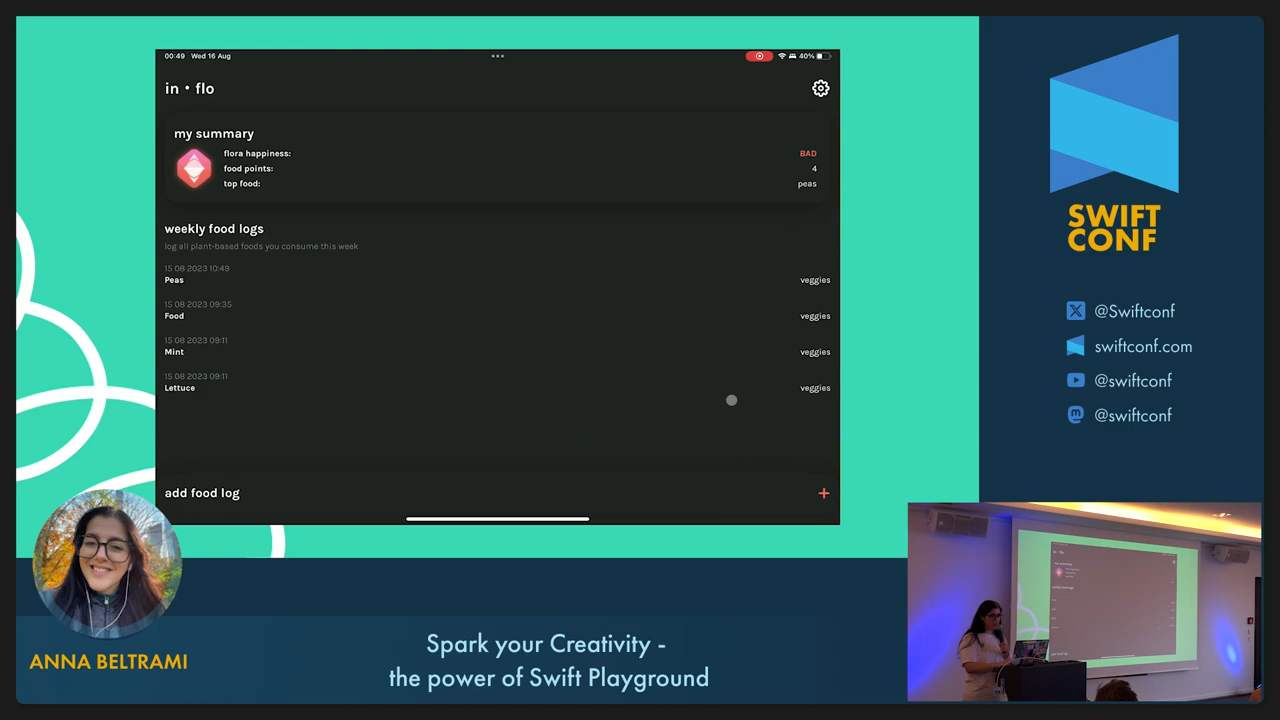 00:49 Wed 16 Aug
40%
in • flo
my summary
flora happiness: BAD
food points: 4
top food: peas
weekly food logs
log all plant-based foods you consume this week
15 08 2023 10:49
Peas veggies
15 08 2023 09:35
Food veggies
15 08 2023 09:11
Mint veggies
15 08 2023 09:11
Lettuce veggies
add food log +
SWIFT
CONF
@Swiftconf
swiftconf.com
@swiftconf
@swiftconf
ANNA BELTRAMI
Spark your Creativity -
the power of Swift Playground